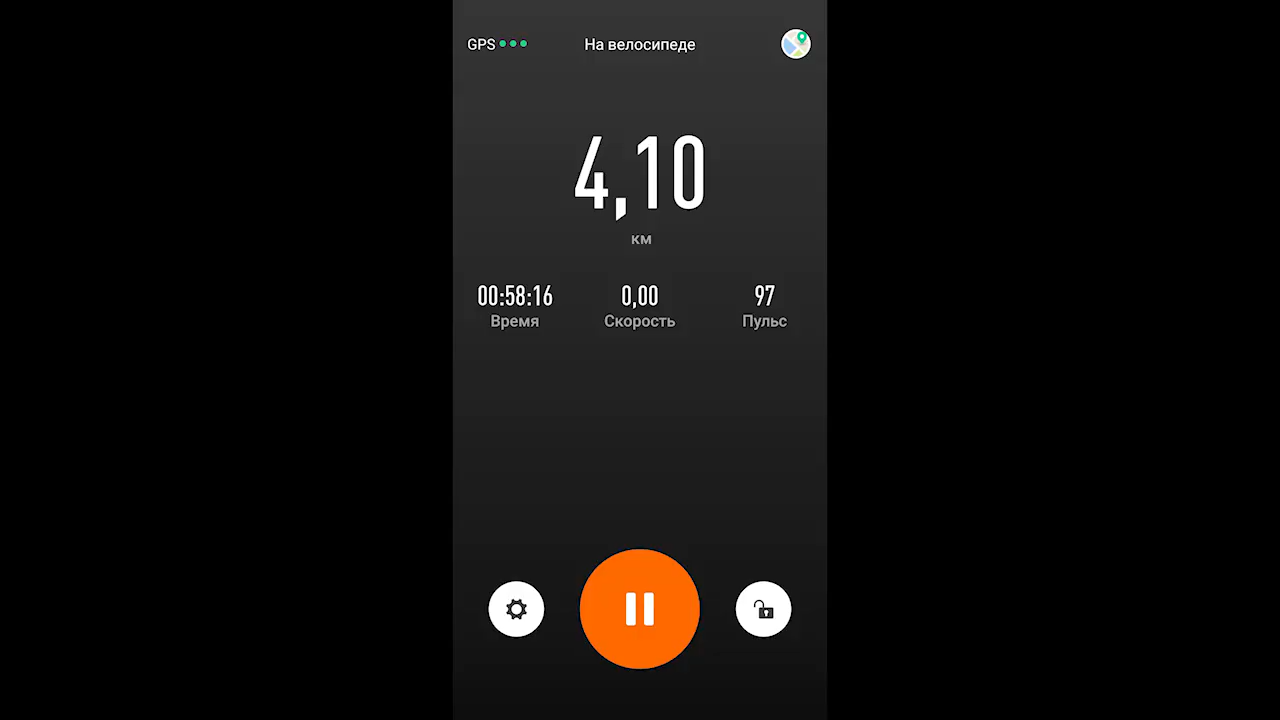 GPS
На велосипеде
4,10
км
00:58:16
0,00
97
Время
Скорость
Пульс